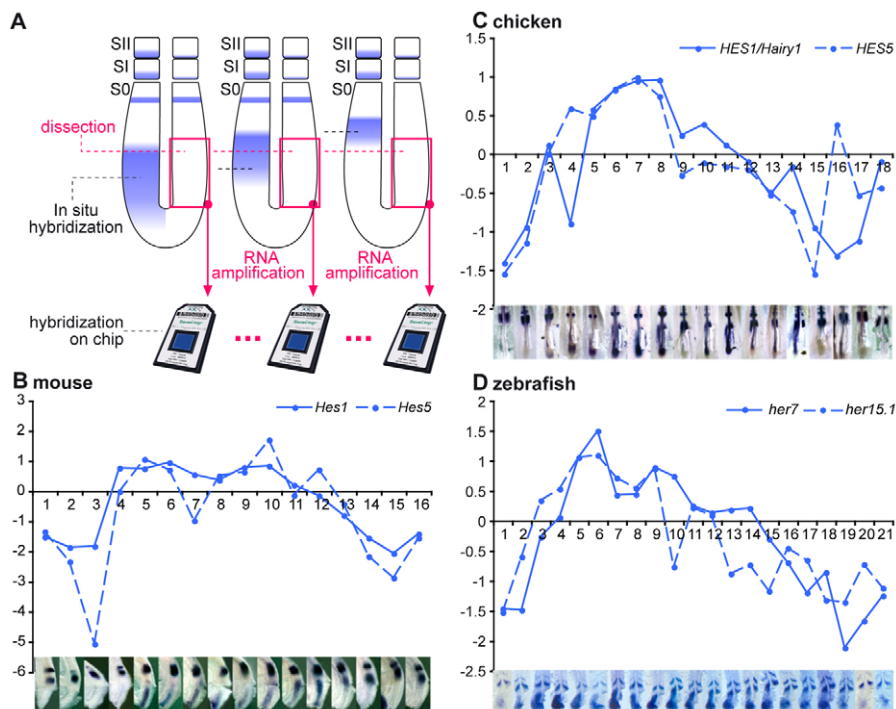 A
SII
SI
S0
SII
SI
S0
SII
SI
S0
dissection
In situ
hybridization
RNA
amplification
RNA
amplification
hybridization
on chip
B mouse
Hes1
Hes5
3
2
1
0
-1
-2
-3
-4
-5
-6
1 2 3 4 5 6 7 8 9 10 11 12 13 14 15 16
C chicken
HES1/Hairy1
HES5
1.5
1
0.5
0
-0.5
-1
-1.5
-2
1 2 3 4 5 6 7 8 9 10 11 12 13 14 15 16 17 18
D zebrafish
her7
her15.1
2
1.5
1
0.5
0
-0.5
-1
-1.5
-2
-2.5
1 2 3 4 5 6 7 8 9 10 11 12 13 14 15 16 17 18 19 20 21